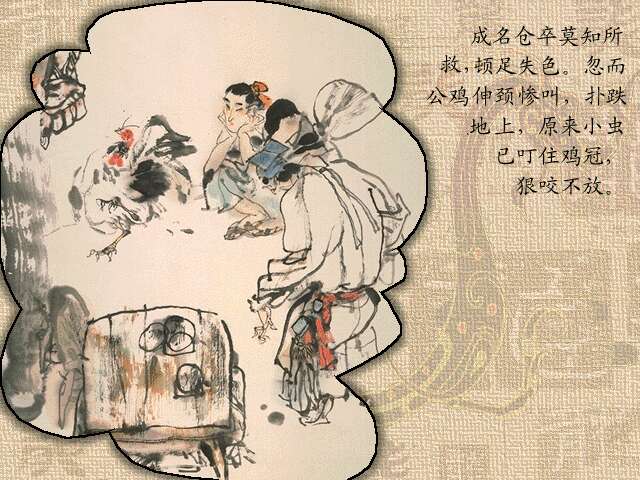 成名仓卒莫知所
救,顿足失色。忽而
公鸡伸颈惨叫，扑跌
地上，原来小虫
已叮住鸡冠，
狠咬不放。